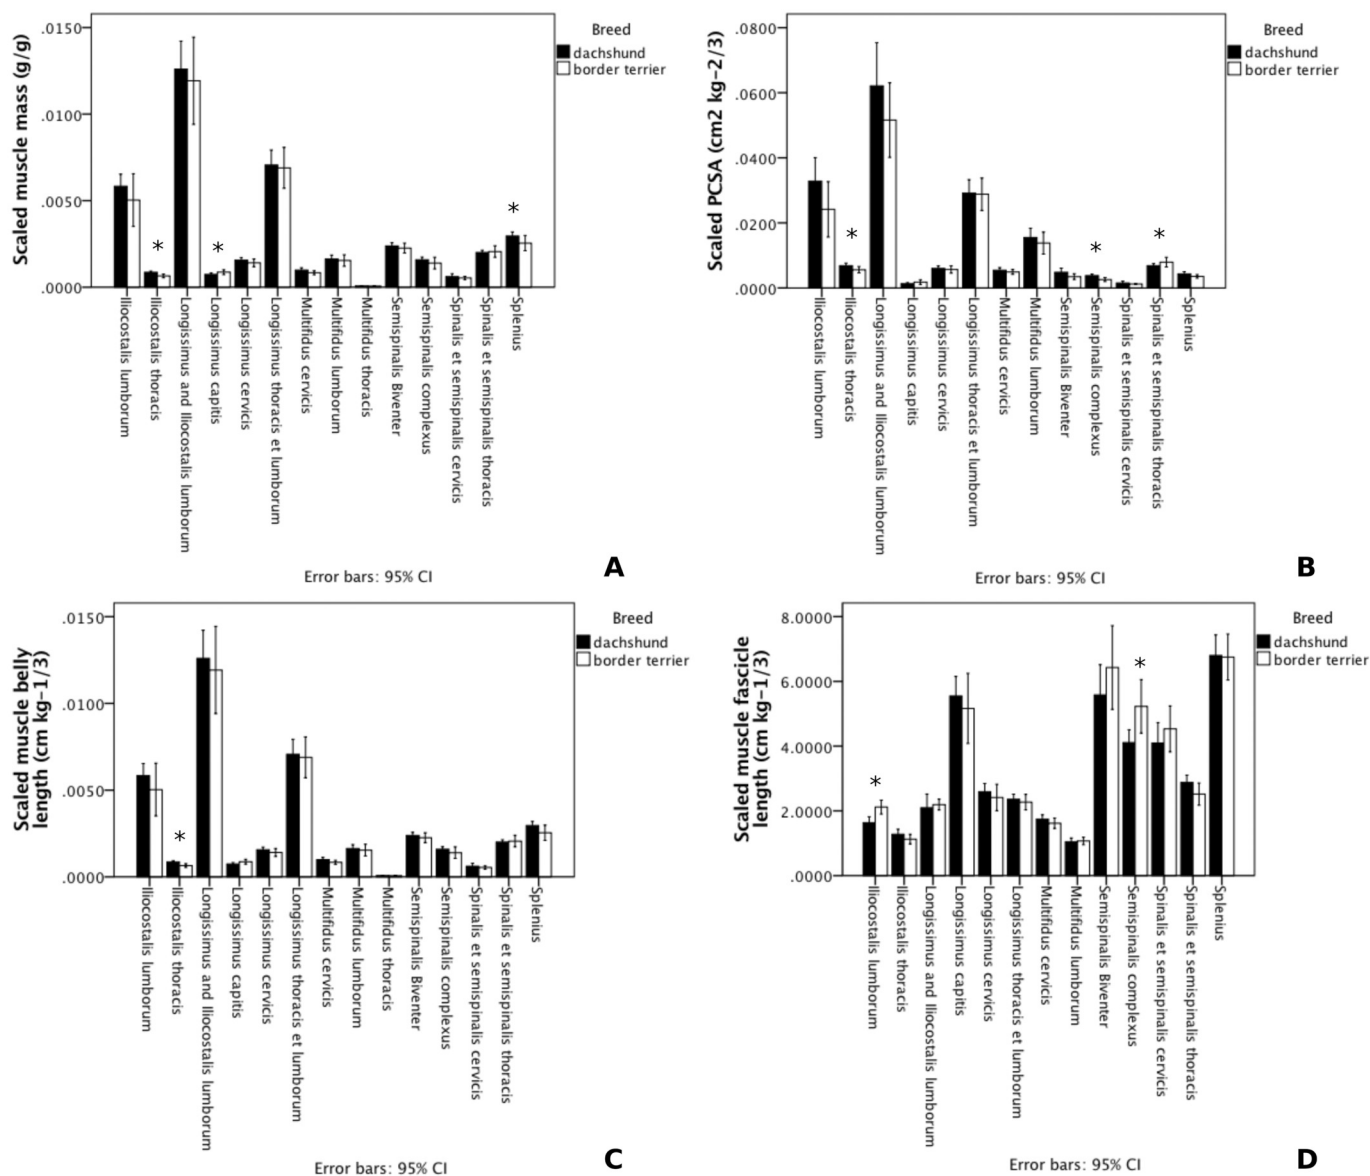 Scaled muscle mass (g/g)
.0150
.0100
.0050
.0000
*
*
*
Breed
dachshund
border terrier
Iliocostalis lumborum
Iliocostalis thoracis
Longissimus and Iliocostalis lumborum
Longissimus capitis
Longissimus cervicis
Longissimus thoracis et lumborum
Multifidus cervicis
Multifidus lumborum
Multifidus thoracis
Semispinalis Biventer
Semispinalis complexus
Spinalis et semispinalis cervicis
Spinalis et semispinalis thoracis
Splenius
Error bars: 95% CI
A
Scaled PCSA (cm2 kg-2/3)
.0800
.0600
.0400
.0200
.0000
*
*
*
Breed
dachshund
border terrier
Iliocostalis lumborum
Iliocostalis thoracis
Longissimus and Iliocostalis lumborum
Longissimus capitis
Longissimus cervicis
Longissimus thoracis et lumborum
Multifidus cervicis
Multifidus lumborum
Semispinalis Biventer
Semispinalis complexus
Spinalis et semispinalis cervicis
Spinalis et semispinalis thoracis
Splenius
Error bars: 95% CI
B
Scaled muscle belly
length (cm kg-1/3)
.0150
.0100
.0050
.0000
*
Breed
dachshund
border terrier
Iliocostalis lumborum
Iliocostalis thoracis
Longissimus and Iliocostalis lumborum
Longissimus capitis
Longissimus cervicis
Longissimus thoracis et lumborum
Multifidus cervicis
Multifidus lumborum
Multifidus thoracis
Semispinalis Biventer
Semispinalis complexus
Spinalis et semispinalis cervicis
Spinalis et semispinalis thoracis
Splenius
Error bars: 95% CI
C
Scaled muscle fascicle
length (cm kg-1/3)
8.0000
6.0000
4.0000
2.0000
.0000
*
*
Breed
dachshund
border terrier
Iliocostalis lumborum
Iliocostalis thoracis
Longissimus and Iliocostalis lumborum
Longissimus capitis
Longissimus cervicis
Longissimus thoracis et lumborum
Multifidus cervicis
Multifidus lumborum
Semispinalis Biventer
Semispinalis complexus
Spinalis et semispinalis cervicis
Spinalis et semispinalis thoracis
Splenius
Error bars: 95% CI
D